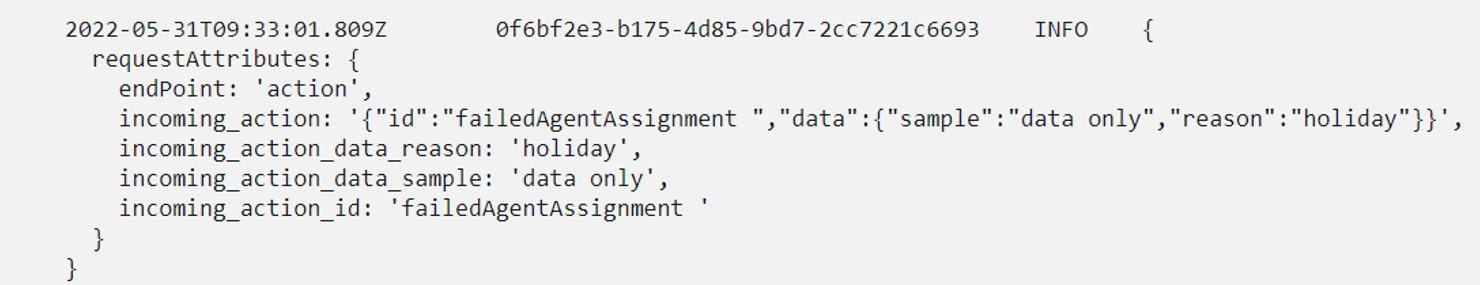 2022-05-31T09:33:01.809Z 0f6bf2e3-b175-4d85-9bd7-2cc7221c6693 INFO {
requestAttributes: {
endPoint: 'action',
incoming_action: '{"id":"failedAgentAssignment ","data":{"sample":"data only","reason":"holiday"}}',
incoming_action_data_reason: 'holiday',
incoming_action_data_sample: 'data only',
incoming_action_id: 'failedAgentAssignment '
}
}